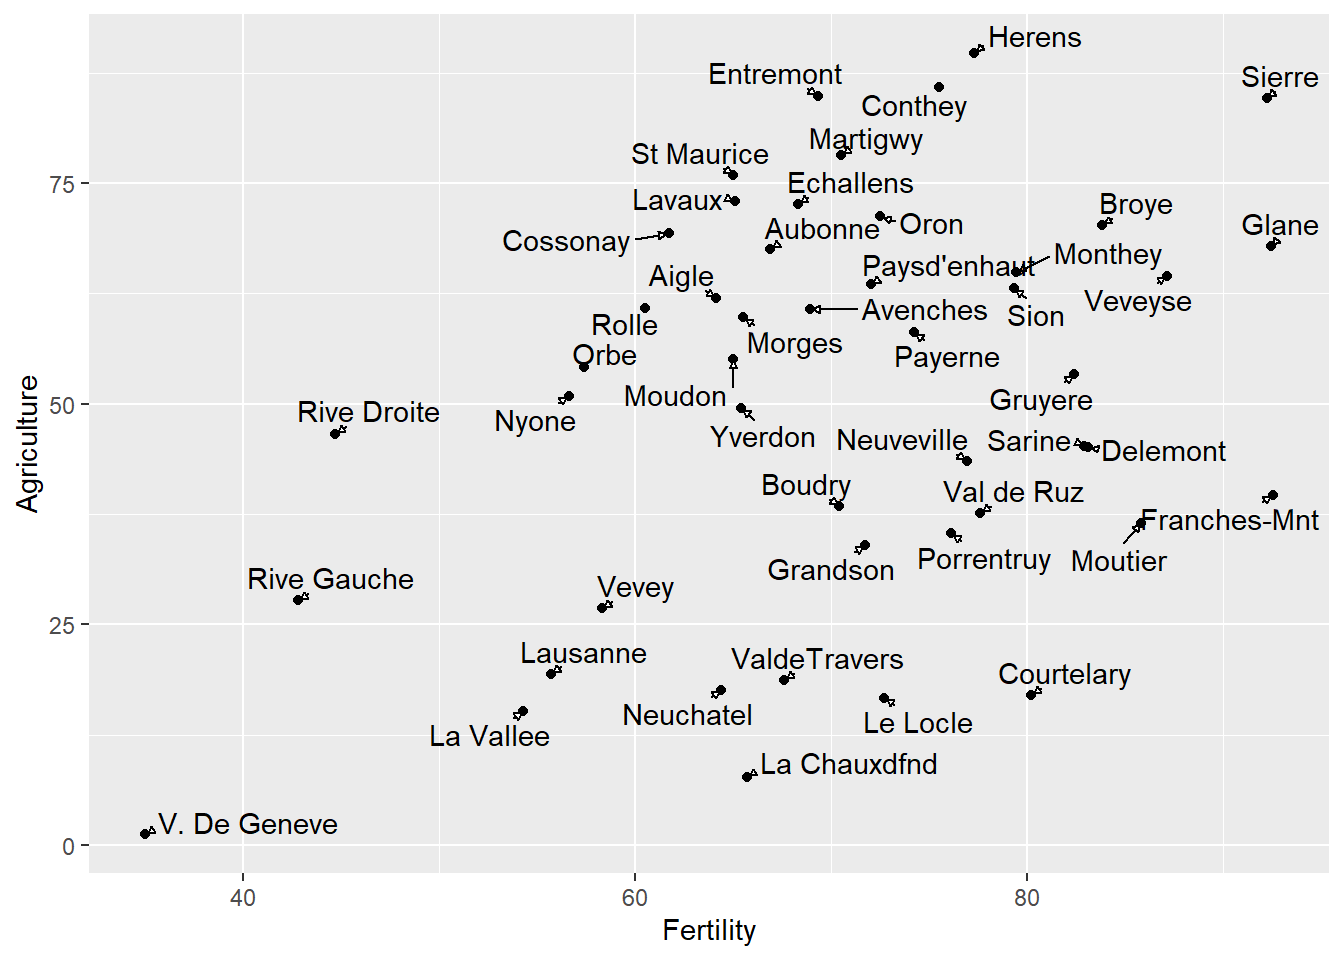 Herens
Entremont
Sierre
Conthey
Martigwy
St Maurice
Echallens
Lavaux
Broye
Oron
Glane
Aubonne
Cossonay
Monthey
Paysd'enhaut
Aigle
Veveyse
Avenches
Sion
Rolle
Morges
Orbe
Payerne
Moudon
Gruyere
Rive Droite
Nyone
Yverdon
Neuveville
Sarine
Delemont
Boudry
Val de Ruz
Franches-Mnt
Porrentruy
Moutier
Grandson
Rive Gauche
Vevey
Lausanne
ValdeTravers
Courtelary
Neuchatel
Le Locle
La Vallee
La Chauxdfnd
V. De Geneve
75
50
25
0
Agriculture
40
60
80
Fertility